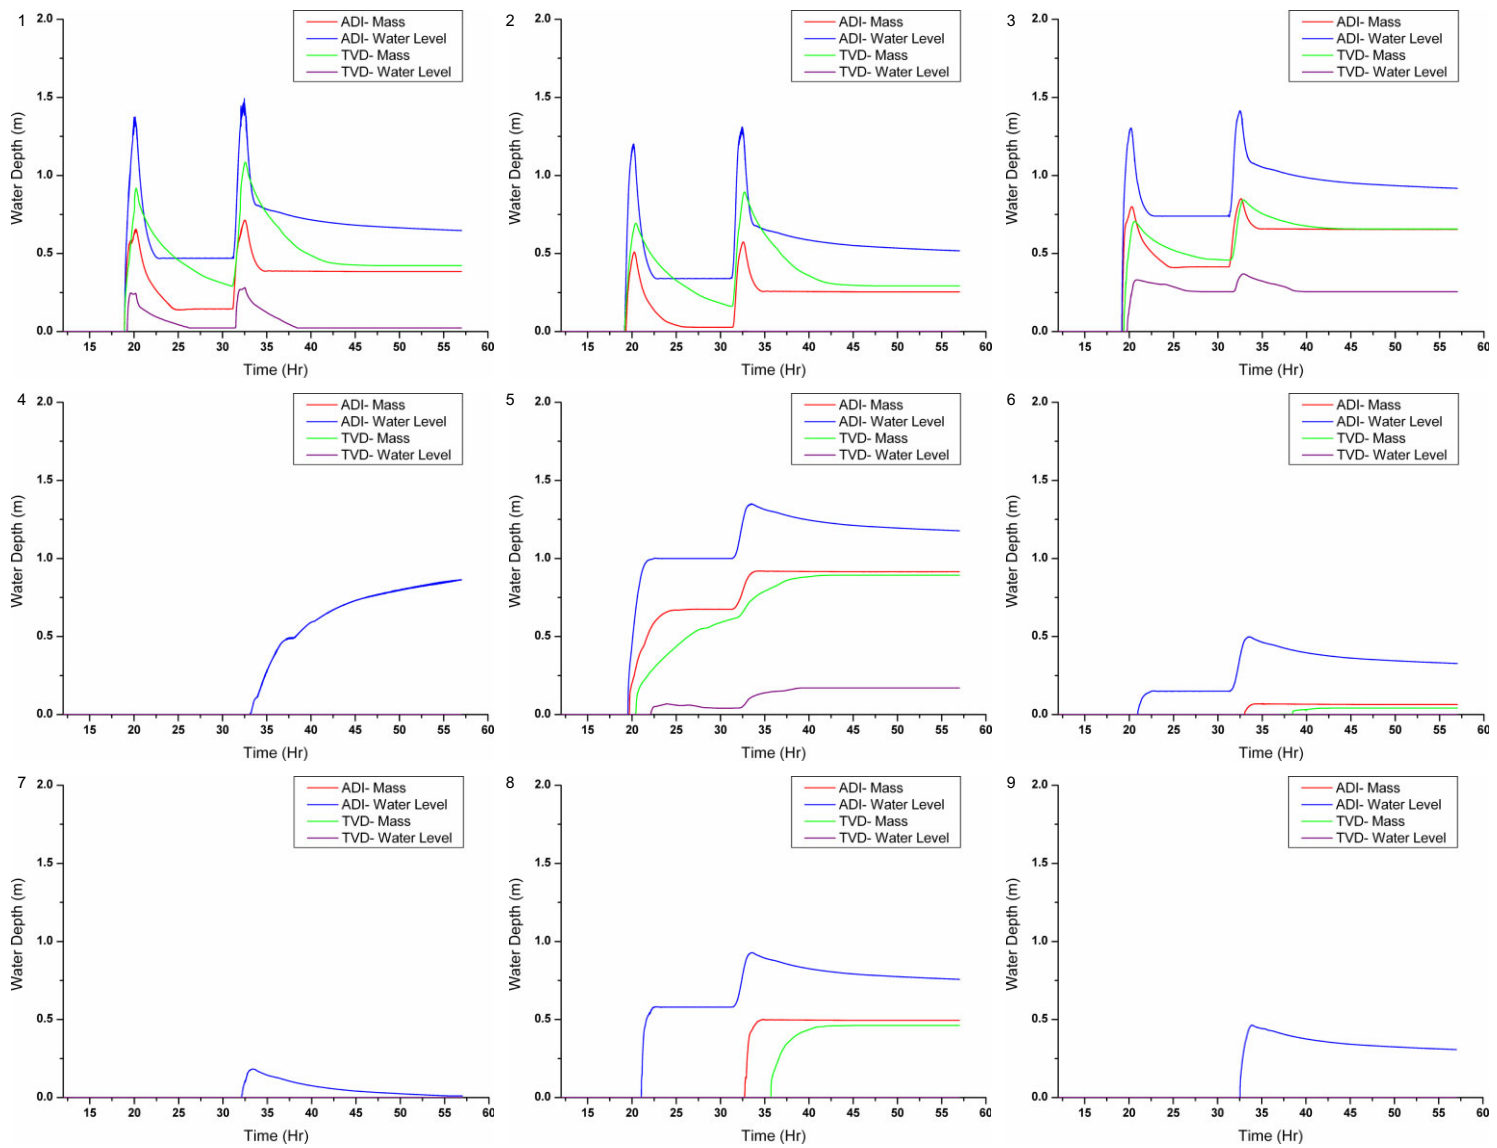 1
2.0
1.5
1.0
0.5
0.0
Water Depth (m)
15 20 25 30 35 40 45 50 55 60
Time (Hr)
ADI- Mass
ADI- Water Level
TVD- Mass
TVD- Water Level
2
2.0
1.5
1.0
0.5
0.0
Water Depth (m)
15 20 25 30 35 40 45 50 55 60
Time (Hr)
ADI- Mass
ADI- Water Level
TVD- Mass
TVD- Water Level
3
2.0
1.5
1.0
0.5
0.0
Water Depth (m)
15 20 25 30 35 40 45 50 55 60
Time (Hr)
ADI- Mass
ADI- Water Level
TVD- Mass
TVD- Water Level
4
2.0
1.5
1.0
0.5
0.0
Water Depth (m)
15 20 25 30 35 40 45 50 55 60
Time (Hr)
ADI- Mass
ADI- Water Level
TVD- Mass
TVD- Water Level
5
2.0
1.5
1.0
0.5
0.0
Water Depth (m)
15 20 25 30 35 40 45 50 55 60
Time (Hr)
ADI- Mass
ADI- Water Level
TVD- Mass
TVD- Water Level
6
2.0
1.5
1.0
0.5
0.0
Water Depth (m)
15 20 25 30 35 40 45 50 55 60
Time (Hr)
ADI- Mass
ADI- Water Level
TVD- Mass
TVD- Water Level
7
2.0
1.5
1.0
0.5
0.0
Water Depth (m)
15 20 25 30 35 40 45 50 55 60
Time (Hr)
ADI- Mass
ADI- Water Level
TVD- Mass
TVD- Water Level
8
2.0
1.5
1.0
0.5
0.0
Water Depth (m)
15 20 25 30 35 40 45 50 55 60
Time (Hr)
ADI- Mass
ADI- Water Level
TVD- Mass
TVD- Water Level
9
2.0
1.5
1.0
0.5
0.0
Water Depth (m)
15 20 25 30 35 40 45 50 55 60
Time (Hr)
ADI- Mass
ADI- Water Level
TVD- Mass
TVD- Water Level